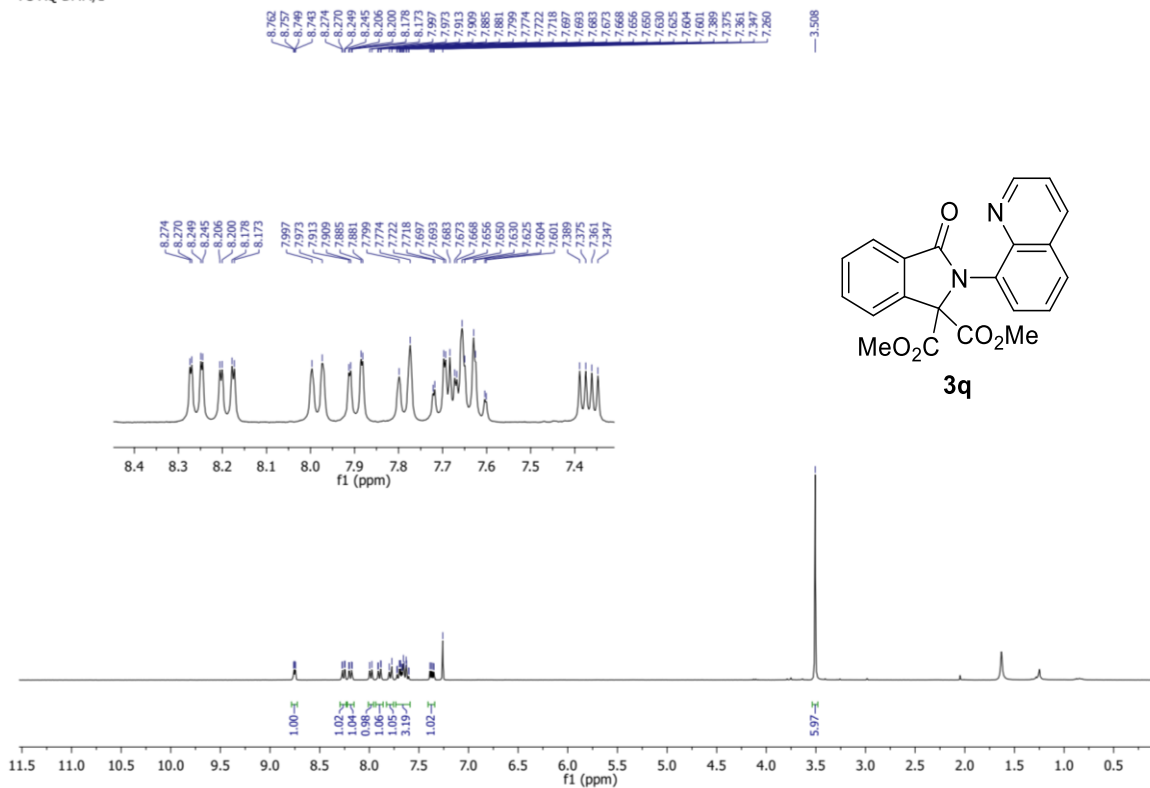 8.762 8.757 8.749 8.743 8.274 8.270 8.249 8.245 8.206 8.200 8.178 8.173 7.997 7.973 7.913 7.909 7.885 7.881 7.799 7.774 7.722 7.718 7.697 7.693 7.683 7.673 7.668 7.656 7.650 7.630 7.625 7.604 7.601 7.389 7.375 7.361 7.347 7.260 3.508
8.274 8.270 8.249 8.245 8.206 8.200 8.178 8.173 7.997 7.973 7.913 7.909 7.885 7.881 7.799 7.774 7.722 7.718 7.697 7.693 7.683 7.673 7.668 7.656 7.650 7.630 7.625 7.604 7.601 7.389 7.375 7.361 7.347
O
N
N
MeO2C
CO2Me
3q
8.4 8.3 8.2 8.1 8.0 7.9 7.8 7.7 7.6 7.5 7.4
f1 (ppm)
1.00 1.02 1.04 0.98 1.06 1.05 3.19 1.02 5.97
11.5 11.0 10.5 10.0 9.5 9.0 8.5 8.0 7.5 7.0 6.5 6.0 5.5 5.0 4.5 4.0 3.5 3.0 2.5 2.0 1.5 1.0 0.5
f1 (ppm)